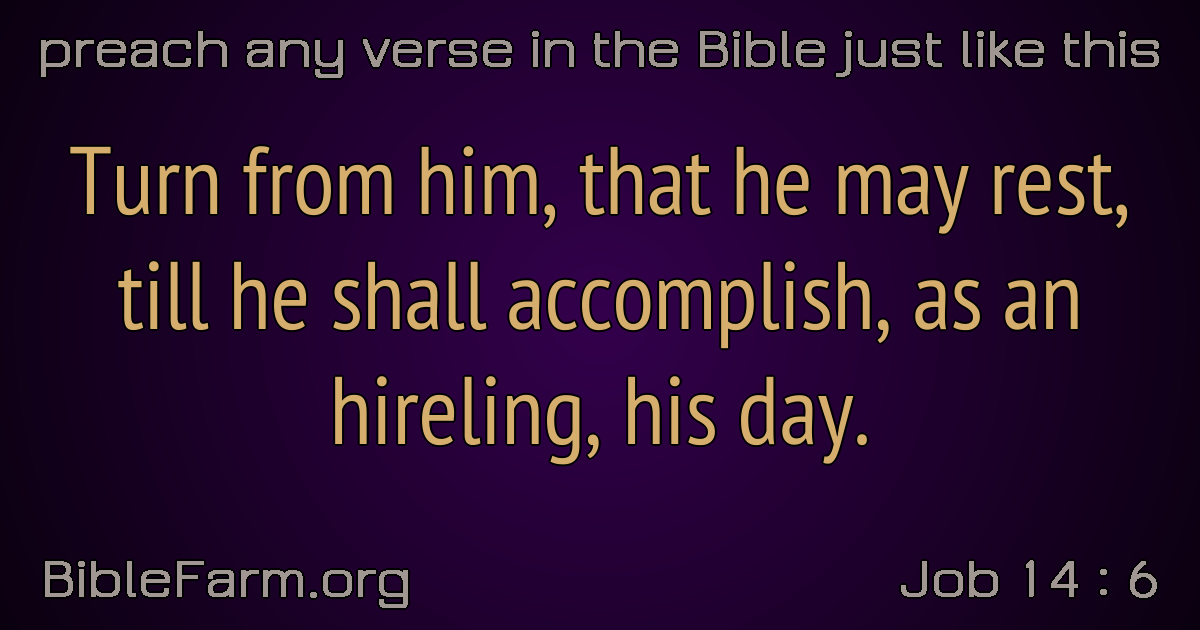 preach any verse in the Bible just like this
Turn from him, that he may rest,
till he shall accomplish, as an
hireling, his day.
BibleFarm.org
Job 14 : 6